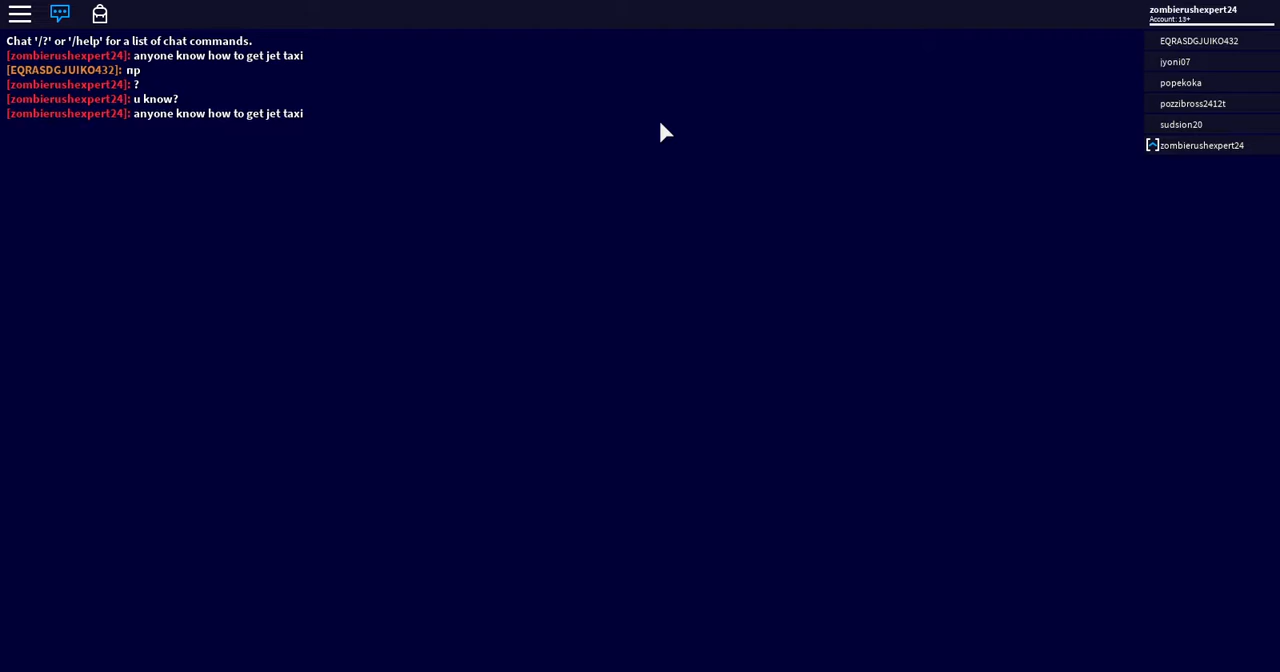 zombierushexpert24
Account: 13+
Chat '/?' or '/help' for a list of chat commands.
[zombierushexpert24]: anyone know how to get jet taxi
[EQRASDGJUIKO432]: np
[zombierushexpert24]: ?
[zombierushexpert24]: u know?
[zombierushexpert24]: anyone know how to get jet taxi
EQRASDGJUIKO432
jyoni07
popekoka
pozzibross2412t
sudsion20
zombierushexpert24